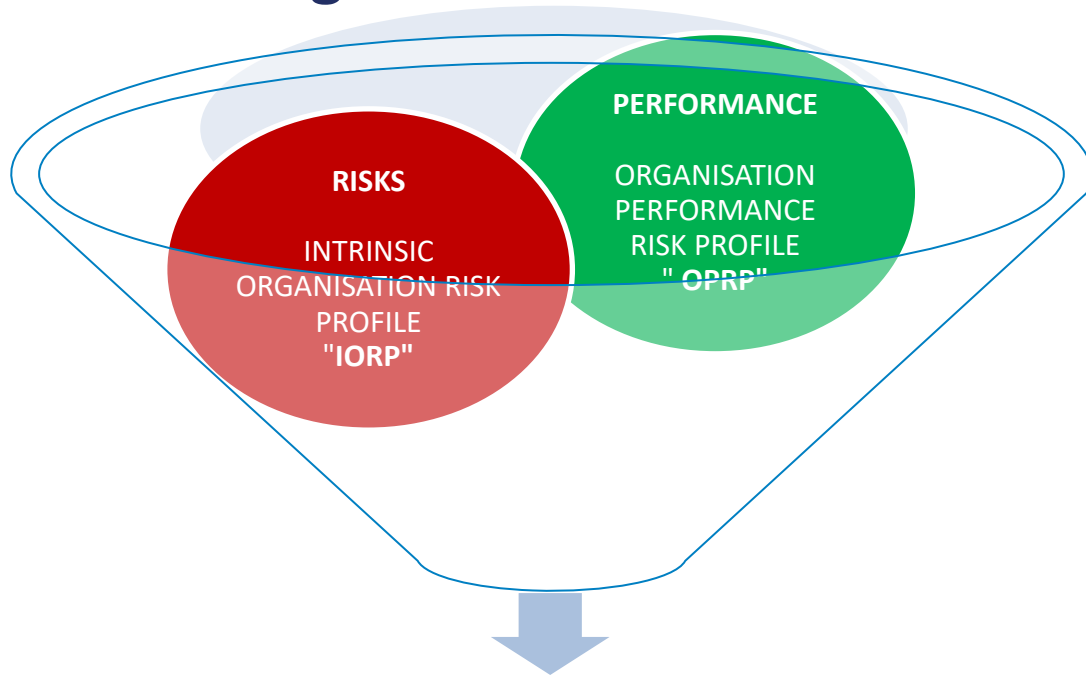 RISKS
INTRINSIC
ORGANISATION RISK
PROFILE
"IORP"
PERFORMANCE
ORGANISATION
PERFORMANCE
RISK PROFILE
" OPRP"